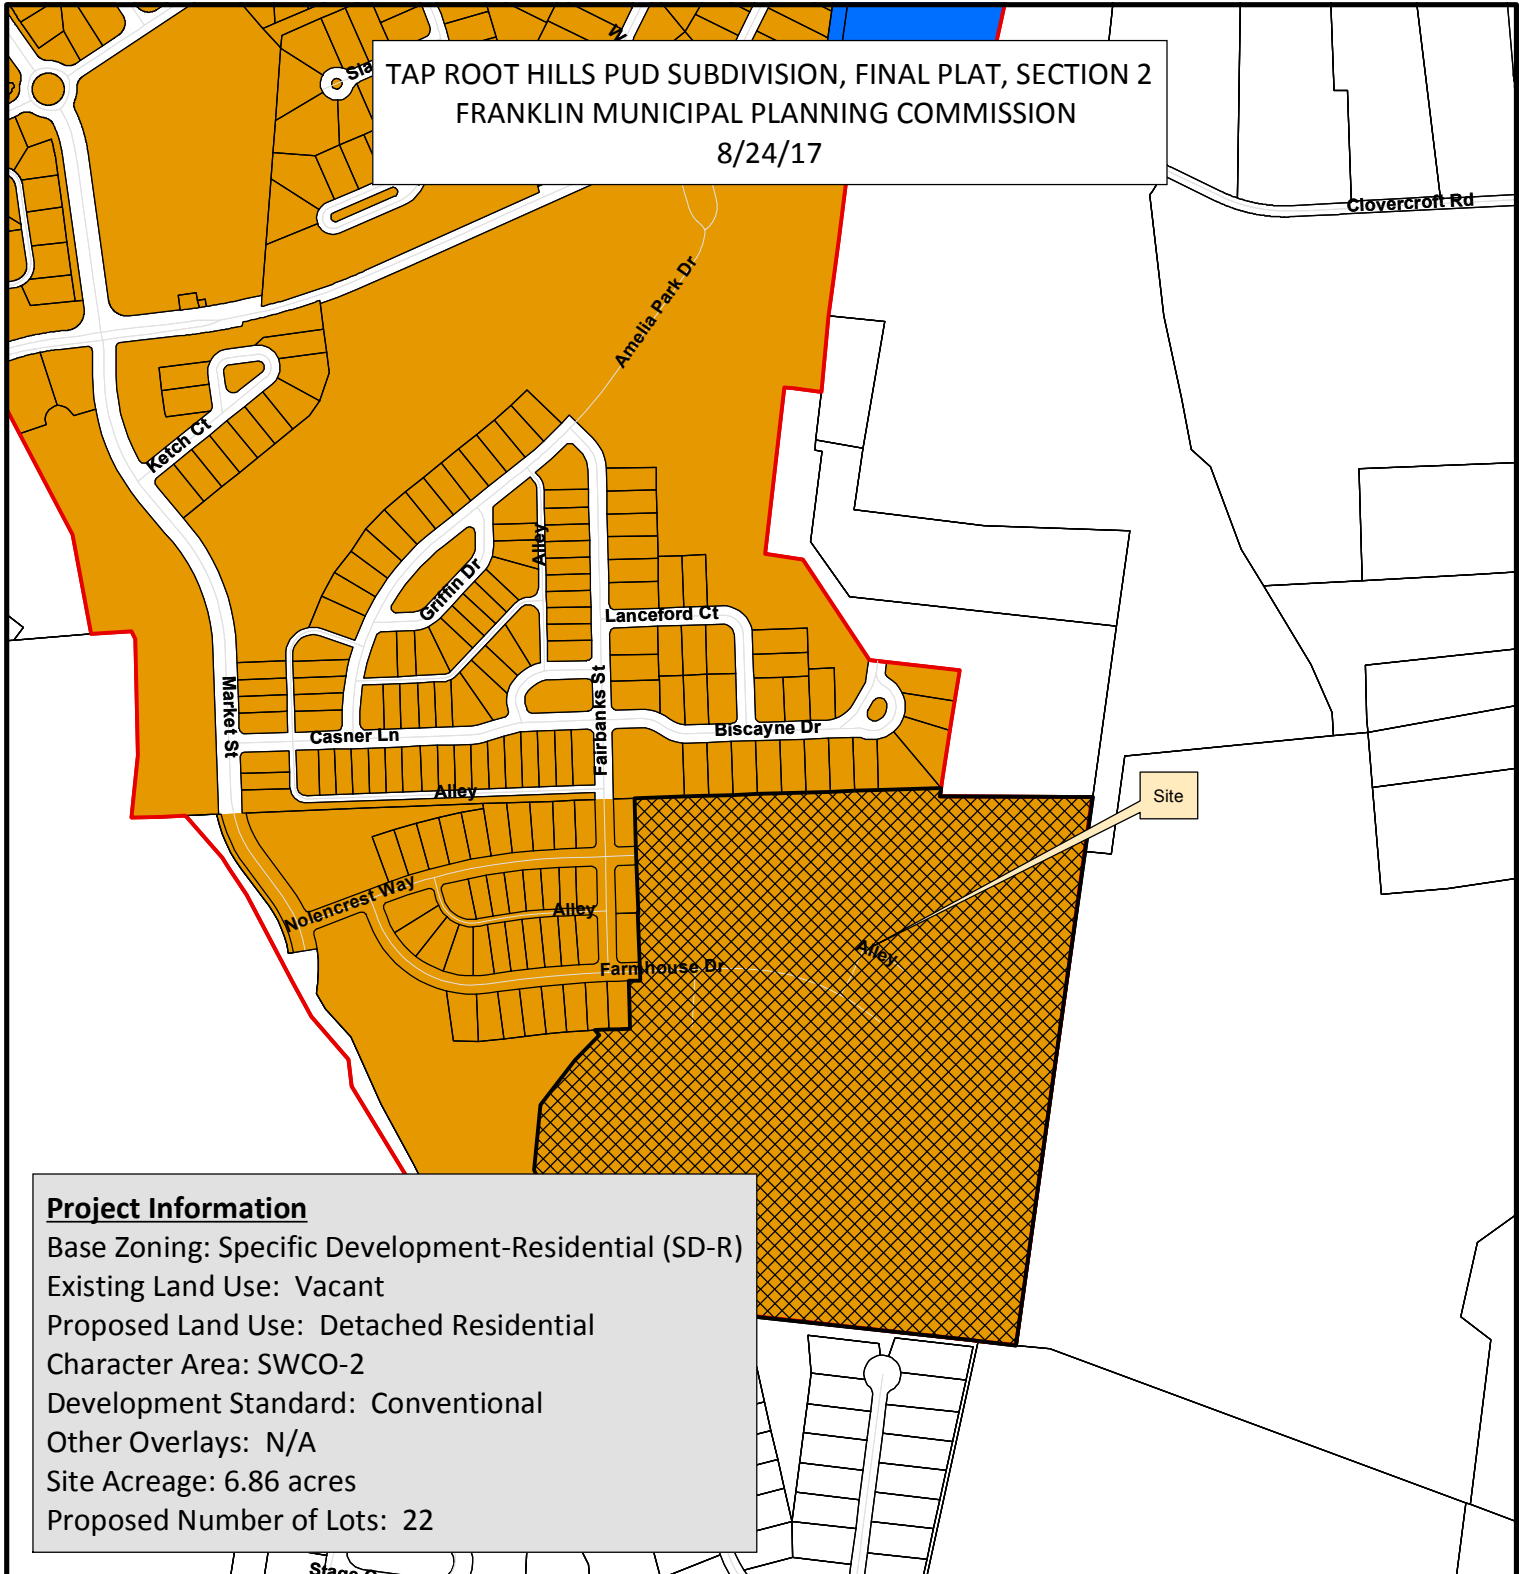 TAP ROOT HILLS PUD SUBDIVISION, FINAL PLAT, SECTION 2
FRANKLIN MUNICIPAL PLANNING COMMISSION
8/24/17
Clovercroft Rd
Amelia Park Dr
Ketch Ct
Alley
Griffin Dr
Lanceford Ct
Market St
Fairbanks St
Casner Ln
Biscayne Dr
Alley
Site
Nolencrest Way
Alley
Alley
Farmhouse Dr
Project Information
Base Zoning: Specific Development-Residential (SD-R)
Existing Land Use: Vacant
Proposed Land Use: Detached Residential
Character Area: SWCO-2
Development Standard: Conventional
Other Overlays: N/A
Site Acreage: 6.86 acres
Proposed Number of Lots: 22